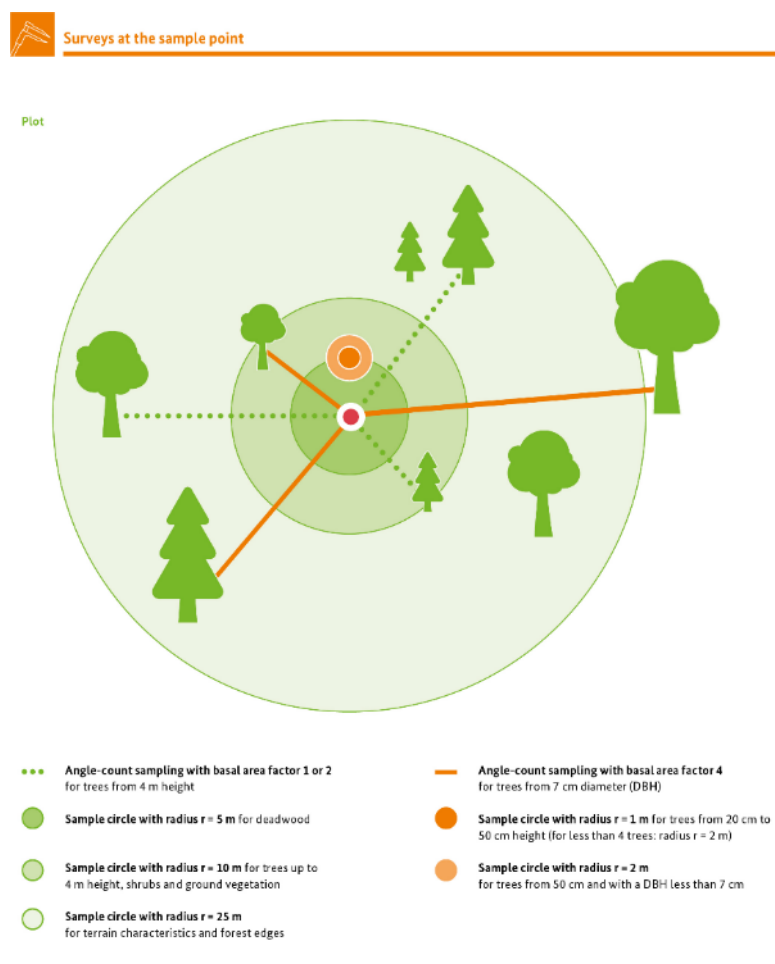 Surveys at the sample point
Plot
Angle-count sampling with basal area factor 1 or 2
for trees from 4 m height
Sample circle with radius r = 5 m for deadwood
Sample circle with radius r = 10 m for trees up to
4 m height, shrubs and ground vegetation
Sample circle with radius r = 25 m
for terrain characteristics and forest edges
Angle-count sampling with basal area factor 4
for trees from 7 cm diameter (DBH)
Sample circle with radius r = 1 m for trees from 20 cm to
50 cm height (for less than 4 trees: radius r = 2 m)
Sample circle with radius r = 2 m
for trees from 50 cm and with a DBH less than 7 cm